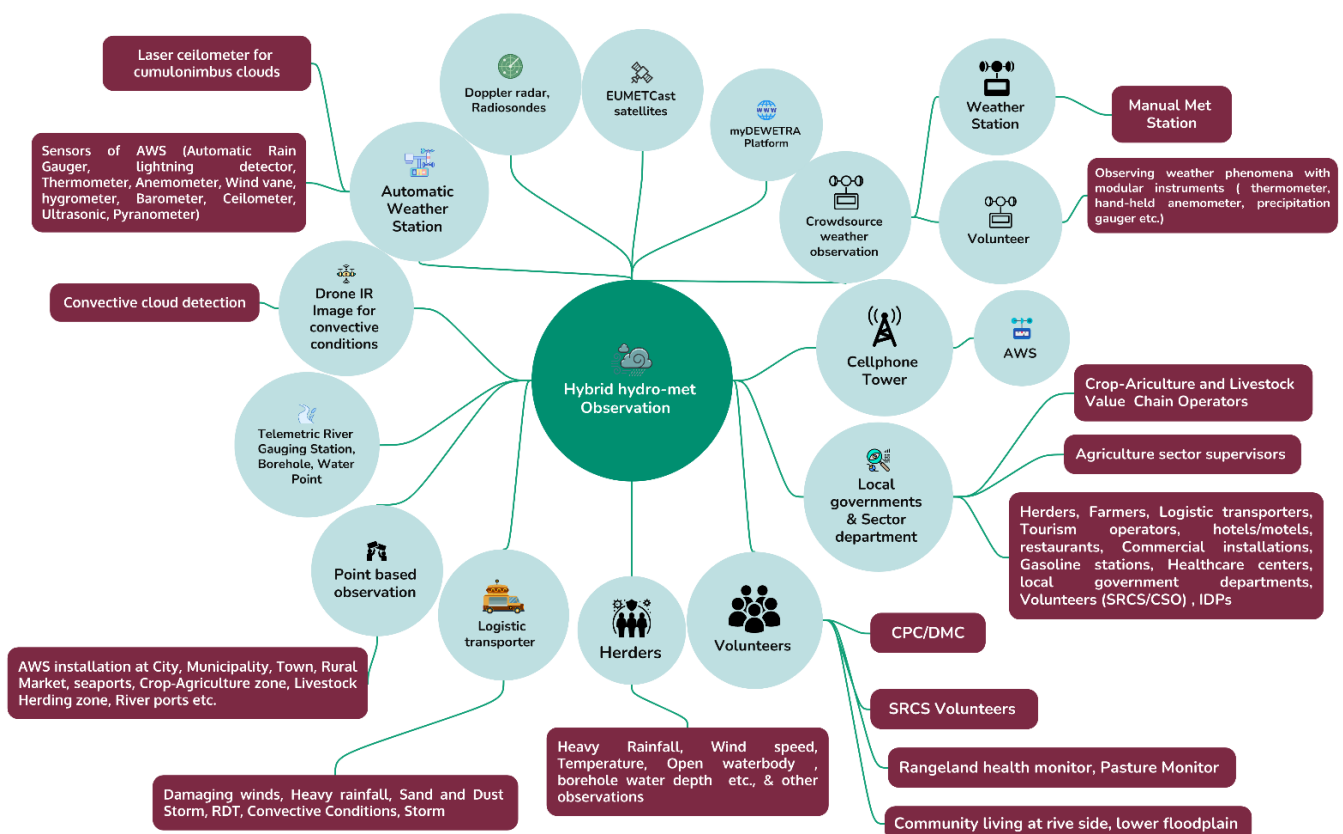 Laser ceilometer for
cumulonimbus clouds
Sensors of AWS (Automatic Rain
Gauger, lightning detector,
Thermometer, Anemometer, Wind vane,
hygrometer, Barometer, Ceilometer,
Ultrasonic, Pyranometer)
Automatic
Weather
Station
Doppler radar,
Radiosondes
EUMETCast
satellites
WWW
myDEWETRA
Platform
Crowdsource
weather
observation
Weather
Station
Manual Met
Station
Volunteer
Observing weather phenomena with
modular instruments ( thermometer,
hand-held anemometer, precipitation
gauger etc.)
Convective cloud detection
Drone IR
Image for
convective
conditions
Hybrid hydro-met
Observation
Cellphone
Tower
AWS
Telemetric River
Gauging Station,
Borehole, Water
Point
Local
governments
& Sector
department
Crop-Ariculture and Livestock
Value Chain Operators
Agriculture sector supervisors
Herders, Farmers, Logistic transporters,
Tourism operators, hotels/motels,
restaurants, Commercial installations,
Gasoline stations, Healthcare centers,
local government departments,
Volunteers (SRCS/CSO) , IDPs
Point based
observation
AWS installation at City, Municipality, Town, Rural
Market, seaports, Crop-Agriculture zone, Livestock
Herding zone, River ports etc.
Logistic
transporter
Damaging winds, Heavy rainfall, Sand and Dust
Storm, RDT, Convective Conditions, Storm
Herders
Heavy Rainfall, Wind speed,
Temperature, Open waterbody ,
borehole water depth etc., & other
observations
Volunteers
CPC/DMC
SRCS Volunteers
Rangeland health monitor, Pasture Monitor
Community living at rive side, lower floodplain